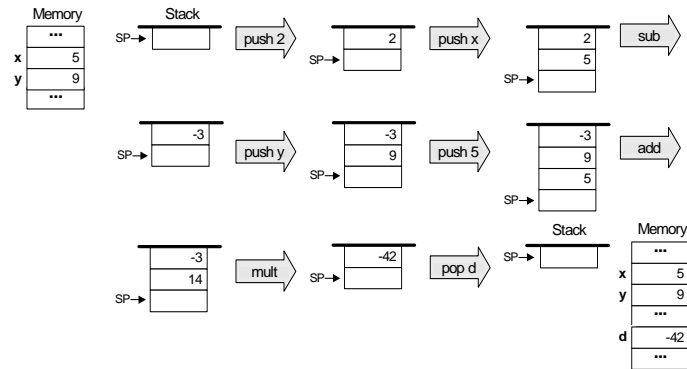 Memory
...
x 5
y 9
...
Stack
SP
push 2
2
SP
push x
2
5
SP
sub
-3
SP
push y
-3
9
SP
push 5
-3
9
5
SP
add
-3
14
SP
mult
-42
SP
pop d
Stack
SP
Memory
...
x 5
y 9
...
d -42
...